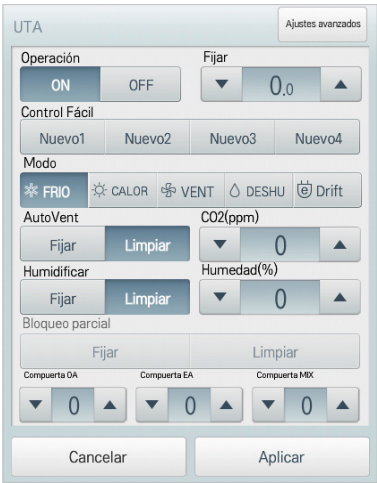 UTA Ajustes avanzados
Operación Fijar
ON OFF 0.0
Control Fácil
Nuevo1 Nuevo2 Nuevo3 Nuevo4
Modo
FRIO CALOR VENT DESHU Drift
AutoVent CO2(ppm)
Fijar Limpiar 0
Humidificar Humedad(%)
Fijar Limpiar 0
Bloqueo parcial
Fijar Limpiar
Compuerta OA Compuerta EA Compuerta MIX
0 0 0
Cancelar Aplicar